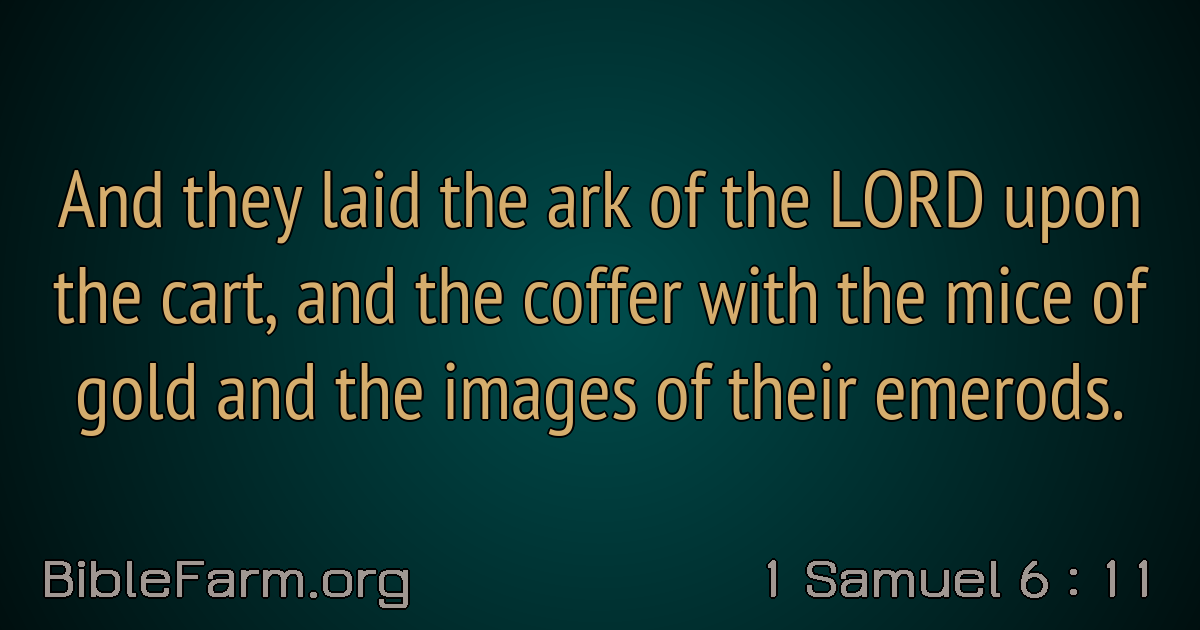 And they laid the ark of the LORD upon
the cart, and the coffer with the mice of
gold and the images of their emerods.
BibleFarm.org
1 Samuel 6 : 11